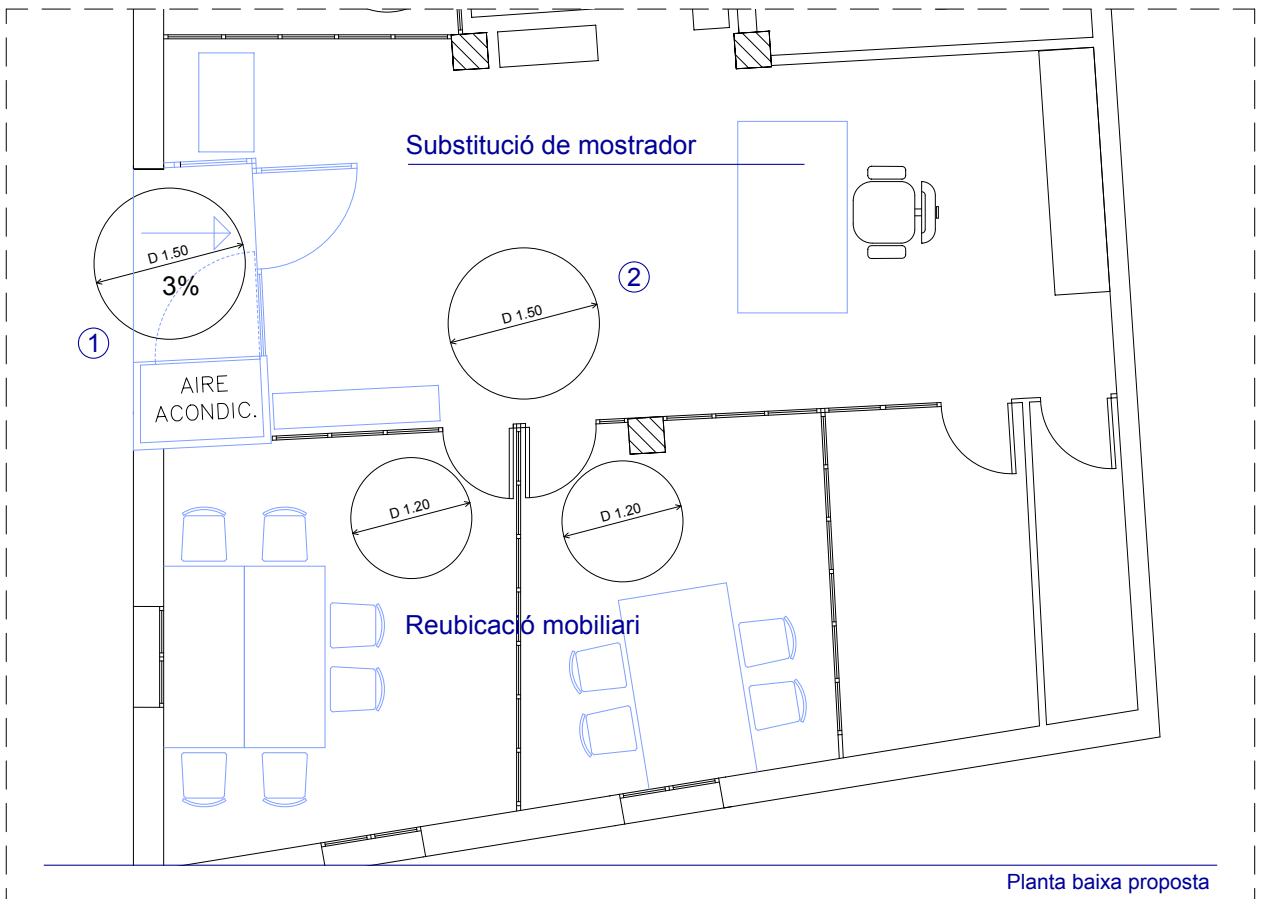 Substitució de mostrador
D 1.50
3%
2
D 1.50
1
AIRE
ACONDIC.
D 1.20
D 1.20
Reubicació mobiliari
Planta baixa proposta